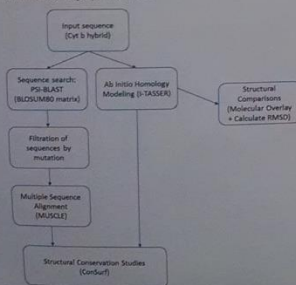 Input sequence
(Cyt b hybrid)
Sequence search:
PSI-BLAST
(BLOSUM80 matrix)
Ab Initio Homology
Modeling (I-TASSER)
Structural
Comparisons
(Molecular Overlay
+ Calculate RMSD)
Filtration of
sequences by
mutation
Multiple Sequence
Alignment
(MUSCLE)
Structural Conservation Studies
(ConSurf)